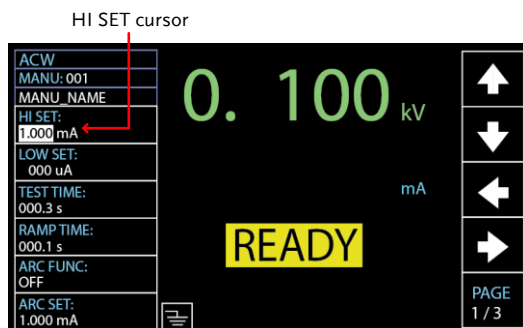 HI SET cursor
ACW
MANU: 001
MANU_NAME
HI SET:
1.000 mA
LOW SET:
000 uA
TEST TIME:
000.3 s
RAMP TIME:
000.1 s
ARC FUNC:
OFF
ARC SET:
1.000 mA
0. 100 kV
mA
READY
PAGE
1 / 3